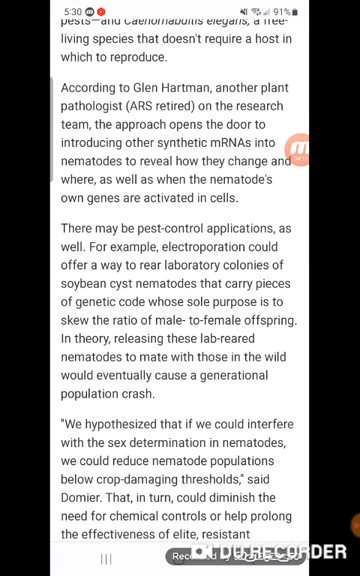 5:30
91%
pests—and Caenorhabditis elegans, a free-
living species that doesn't require a host in
which to reproduce.
According to Glen Hartman, another plant
pathologist (ARS retired) on the research
team, the approach opens the door to
introducing other synthetic mRNAs into
nematodes to reveal how they change and
where, as well as when the nematode's
own genes are activated in cells.
There may be pest-control applications, as
well. For example, electroporation could
offer a way to rear laboratory colonies of
soybean cyst nematodes that carry pieces
of genetic code whose sole purpose is to
skew the ratio of male- to-female offspring.
In theory, releasing these lab-reared
nematodes to mate with those in the wild
would eventually cause a generational
population crash.
"We hypothesized that if we could interfere
with the sex determination in nematodes,
we could reduce nematode populations
below crop-damaging thresholds," said
Domier. That, in turn, could diminish the
need for chemical controls or help prolong
the effectiveness of elite, resistant
DU RECORDER